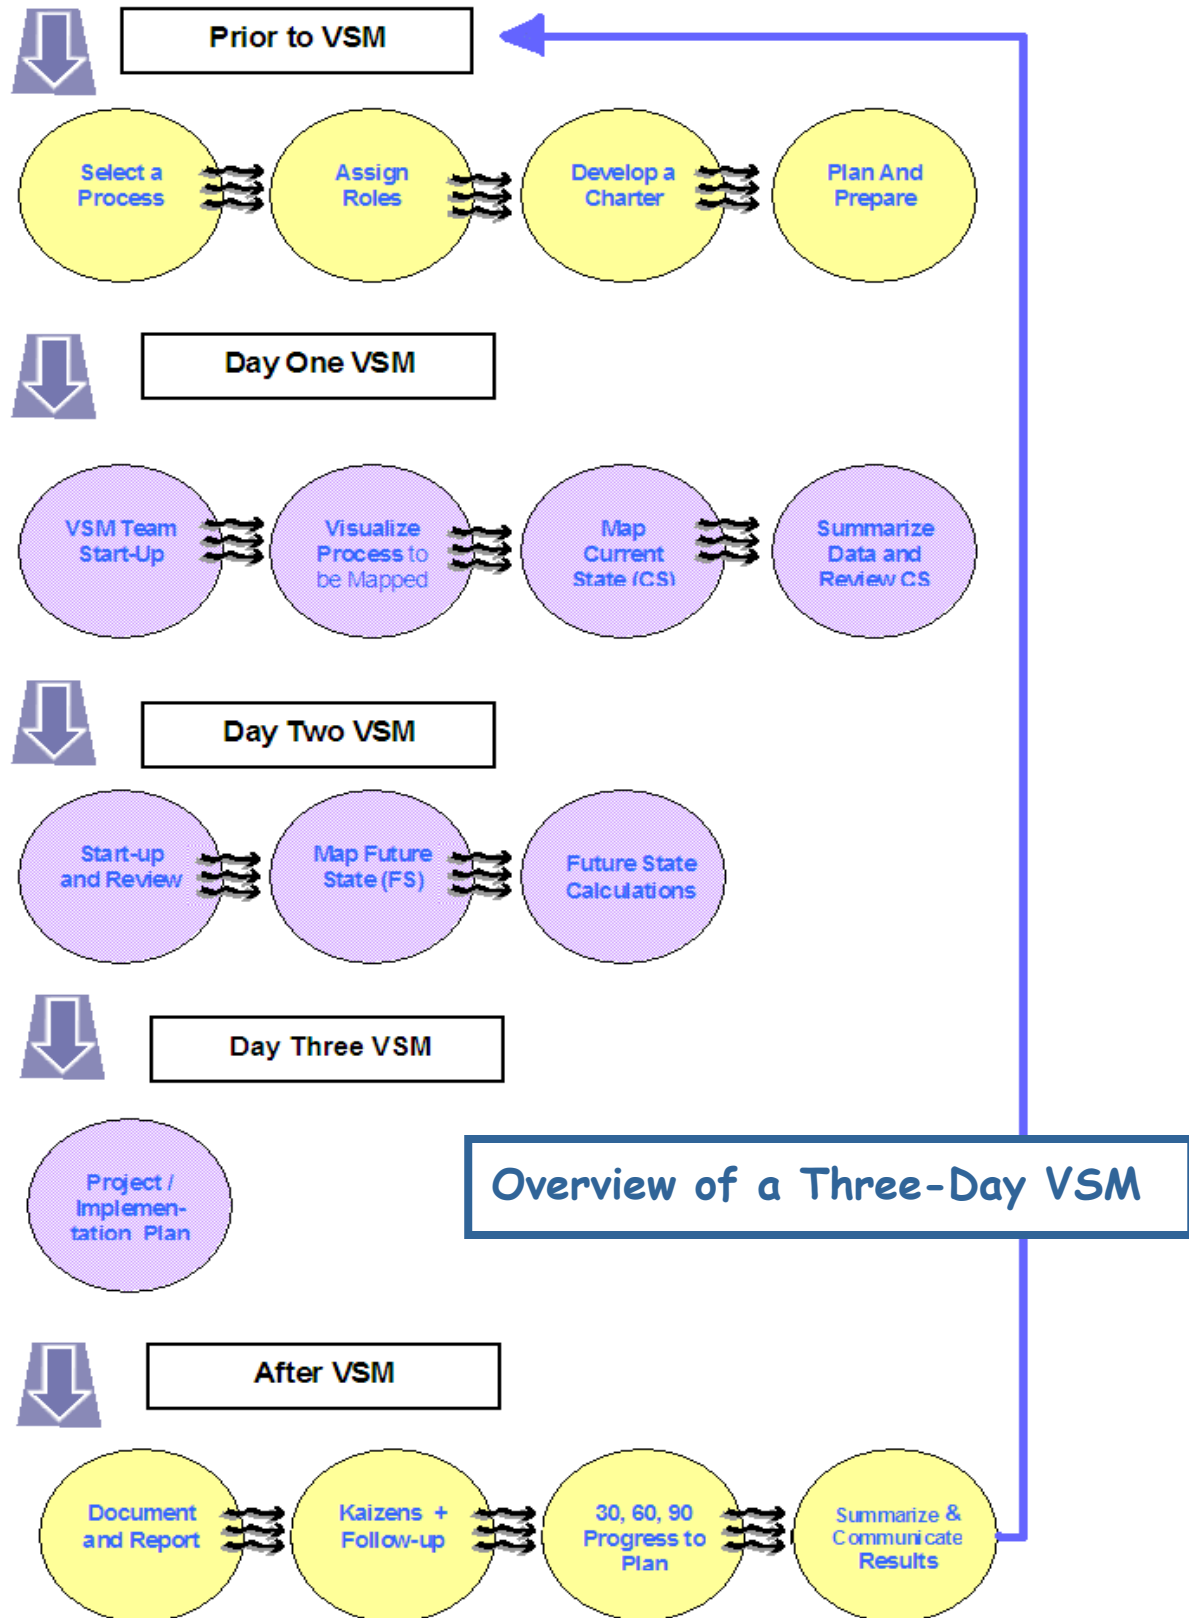 Prior to VSM
Select a
Process
Assign
Roles
Develop a
Charter
Plan And
Prepare
Day One VSM
VSM Team
Start-Up
Visualize
Process to
be Mapped
Map
Current
State (CS)
Summarize
Data and
Review CS
Day Two VSM
Start-up
and Review
Map Future
State (FS)
Future State
Calculations
Day Three VSM
Project /
Implemen-
tation Plan
Overview of a Three-Day VSM
After VSM
Document
and Report
Kaizens +
Follow-up
30, 60, 90
Progress to
Plan
Summarize &
Communicate
Results